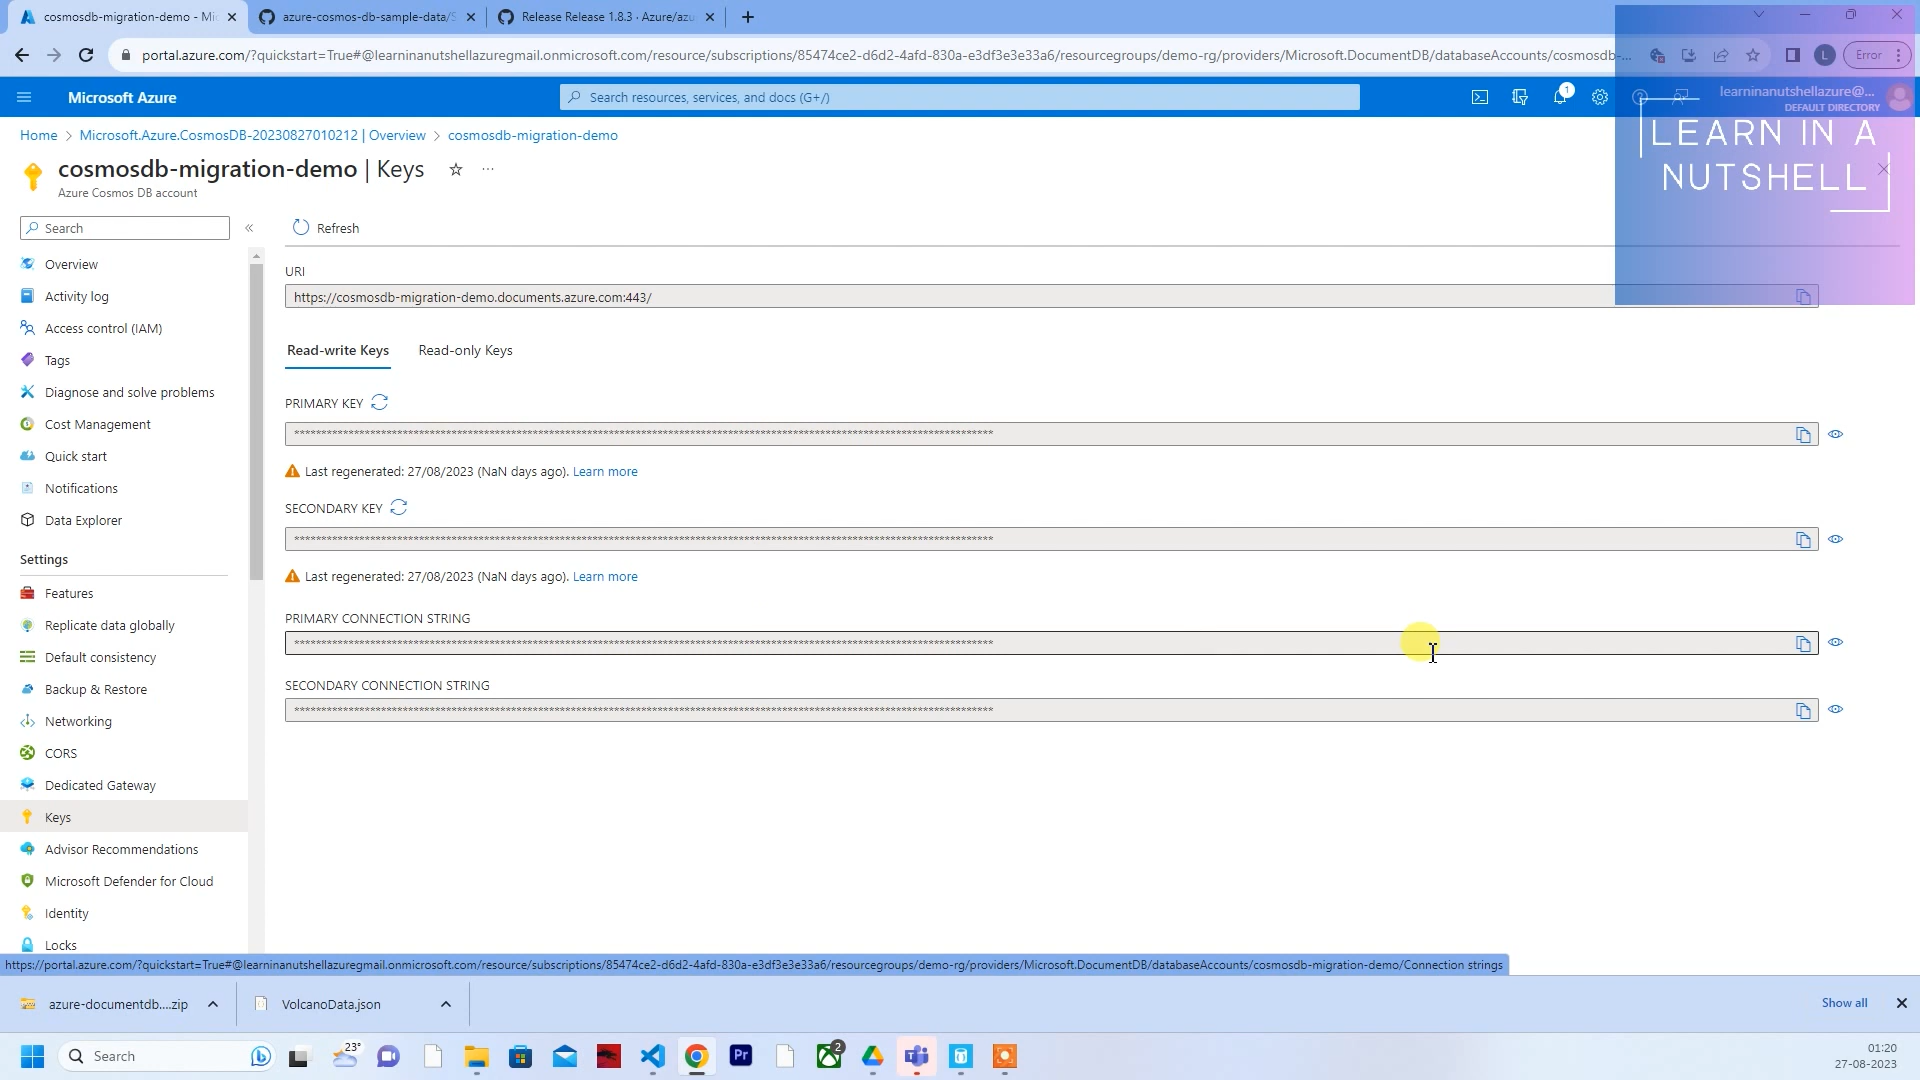 cosmosdb-migration-demo - Mi
azure-cosmos-db-sample-data/S
Release Release 1.8.3 · Azure/azu
portal.azure.com/?quickstart=True#@learninanutshellazuregmail.onmicrosoft.com/resource/subscriptions/85474ce2-d6d2-4afd-830a-e3df3e3e33a6/resourcegroups/demo-rg/providers/Microsoft.DocumentDB/databaseAccounts/cosmosdb-...
L
Error
Microsoft Azure
Search resources, services, and docs (G+/)
1
learninanutshellazure@...
DEFAULT DIRECTORY
LEARN IN A
NUTSHELL
Home > Microsoft.Azure.CosmosDB-20230827010212 | Overview > cosmosdb-migration-demo
cosmosdb-migration-demo | Keys
Azure Cosmos DB account
Search
Refresh
Overview
Activity log
Access control (IAM)
Tags
Diagnose and solve problems
Cost Management
Quick start
Notifications
Data Explorer
Settings
Features
Replicate data globally
Default consistency
Backup & Restore
Networking
CORS
Dedicated Gateway
Keys
Advisor Recommendations
Microsoft Defender for Cloud
Identity
Locks
URI
https://cosmosdb-migration-demo.documents.azure.com:443/
Read-write Keys
Read-only Keys
PRIMARY KEY
Last regenerated: 27/08/2023 (NaN days ago). Learn more
SECONDARY KEY
Last regenerated: 27/08/2023 (NaN days ago). Learn more
PRIMARY CONNECTION STRING
SECONDARY CONNECTION STRING
https://portal.azure.com/?quickstart=True#@learninanutshellazuregmail.onmicrosoft.com/resource/subscriptions/85474ce2-d6d2-4afd-830a-e3df3e3e33a6/resourcegroups/demo-rg/providers/Microsoft.DocumentDB/databaseAccounts/cosmosdb-migration-demo/Connection strings
azure-documentdb....zip
VolcanoData.json
Show all
Search
23°
Pr
2
01:20
27-08-2023